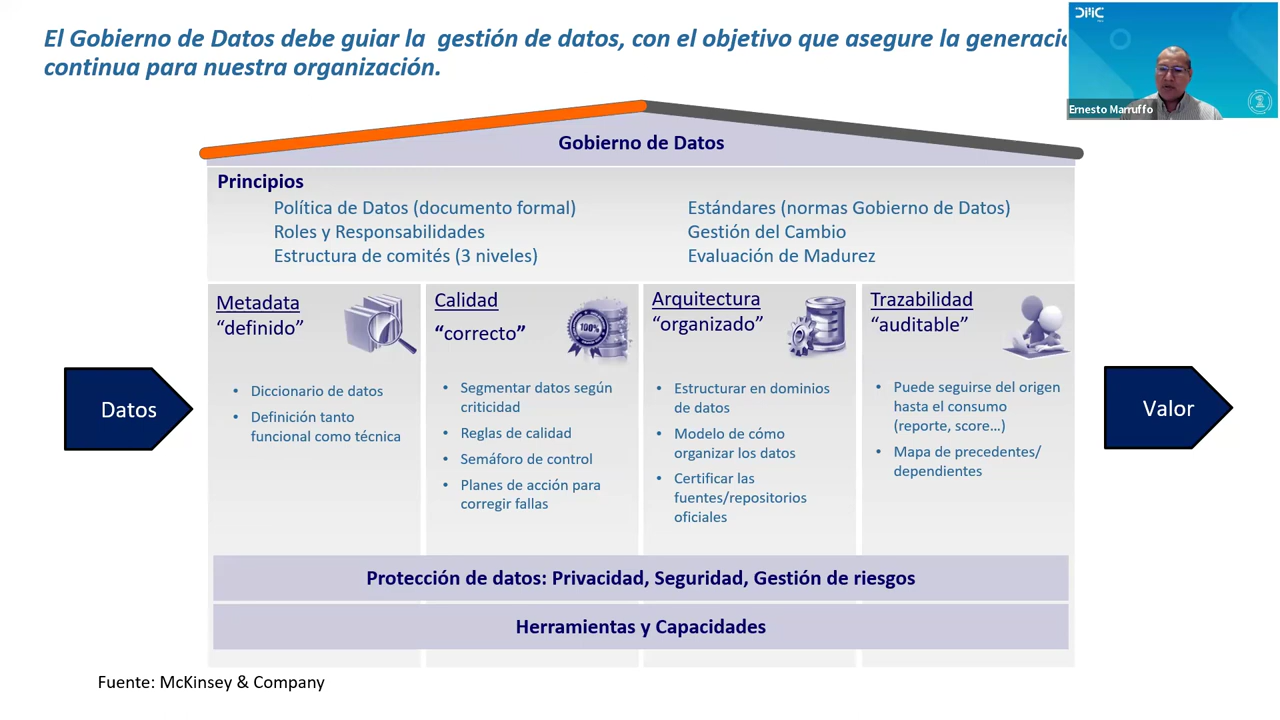 El Gobierno de Datos debe guiar la gestión de datos, con el objetivo que asegure la
continua para nuestra organización.
DMC
Ernesto Marruffo
Gobierno de Datos
Principios
Política de Datos (documento formal)
Roles y Responsabilidades
Estructura de comités (3 niveles)
Estándares (normas Gobierno de Datos)
Gestión del Cambio
Evaluación de Madurez
Datos
Metadata
“definido”
• Diccionario de datos
• Definición tanto
funcional como técnica
Calidad
“correcto”
100%
• Segmentar datos según
criticidad
• Reglas de calidad
• Semáforo de control
• Planes de acción para
corregir fallas
Arquitectura
“organizado”
• Estructurar en dominios
de datos
• Modelo de cómo
organizar los datos
• Certificar las
fuentes/repositorios
oficiales
Trazabilidad
“auditable”
• Puede seguirse del origen
hasta el consumo
(reporte, score…)
• Mapa de precedentes/
dependientes
Valor
Protección de datos: Privacidad, Seguridad, Gestión de riesgos
Herramientas y Capacidades
Fuente: McKinsey & Company